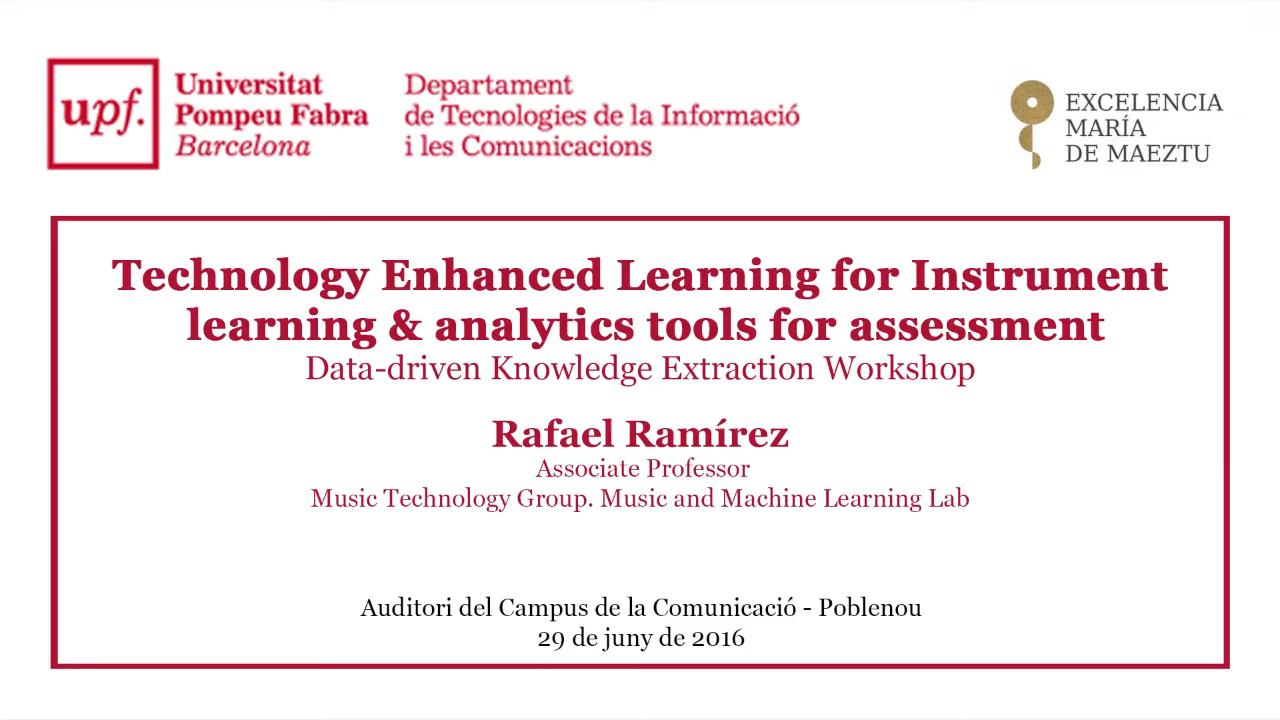 upf.
Universitat
Pompeu Fabra
Barcelona
Departament
de Tecnologies de la Informació
i les Comunicacions
EXCELENCIA
MARÍA
DE MAEZTU
Technology Enhanced Learning for Instrument
learning & analytics tools for assessment
Data-driven Knowledge Extraction Workshop
Rafael Ramírez
Associate Professor
Music Technology Group. Music and Machine Learning Lab
Auditori del Campus de la Comunicació - Poblenou
29 de juny de 2016